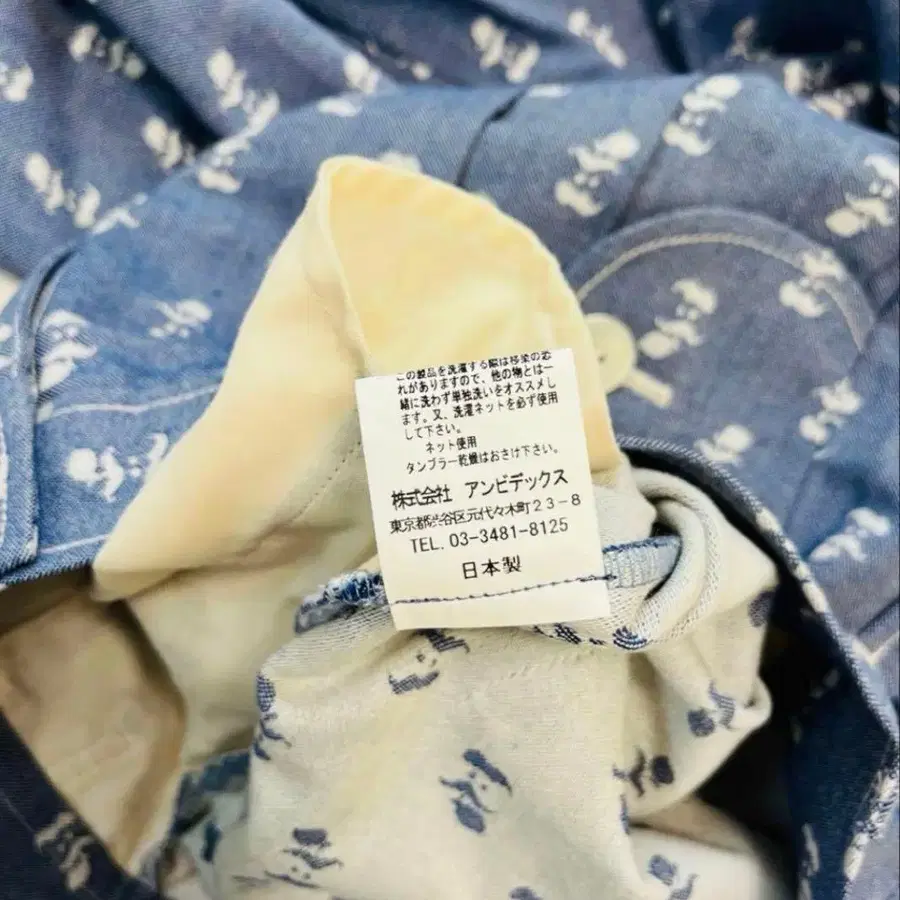 この製品を洗濯する際は移染の恐
れがありますので、他の物とは一
緒に洗わず単独洗いをオススメし
ます。又、洗濯ネットを必ず使用
して下さい。
ネット使用
タンブラー乾燥はおさけ下さい。
株式会社 アンビデックス
東京都渋谷区元代々木町23-8
TEL. 03-3481-8125
日本製